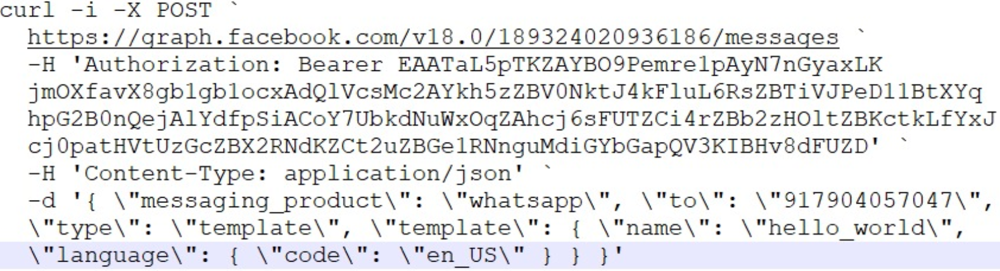 curl -i -X POST `
https://graph.facebook.com/v18.0/189324020936186/messages `
-H 'Authorization: Bearer EAATaL5pTKZAYBO9Pemre1pAyN7nGyaxLK
jmOXfavX8gb1gb1ocxAdQlVcsMc2AYkh5zZBV0NktJ4kFluL6RsZBTiVJPeD11BtXYq
hpG2B0nQejAlYdfpSiACoY7UbkdNuWxOqZAhcj6sFUTZCi4rZBb2zHOltZBKctkLfYxJ
cj0patHVtUzGcZBX2RNdKZCt2uZBGe1RNnguMdiGYbGapQV3KIBHv8dFUZD' `
-H 'Content-Type: application/json' `
-d '{ \"messaging_product\": \"whatsapp\", \"to\": \"917904057047\",
\"type\": \"template\", \"template\": { \"name\": \"hello_world\",
\"language\": { \"code\": \"en_US\" } } }'